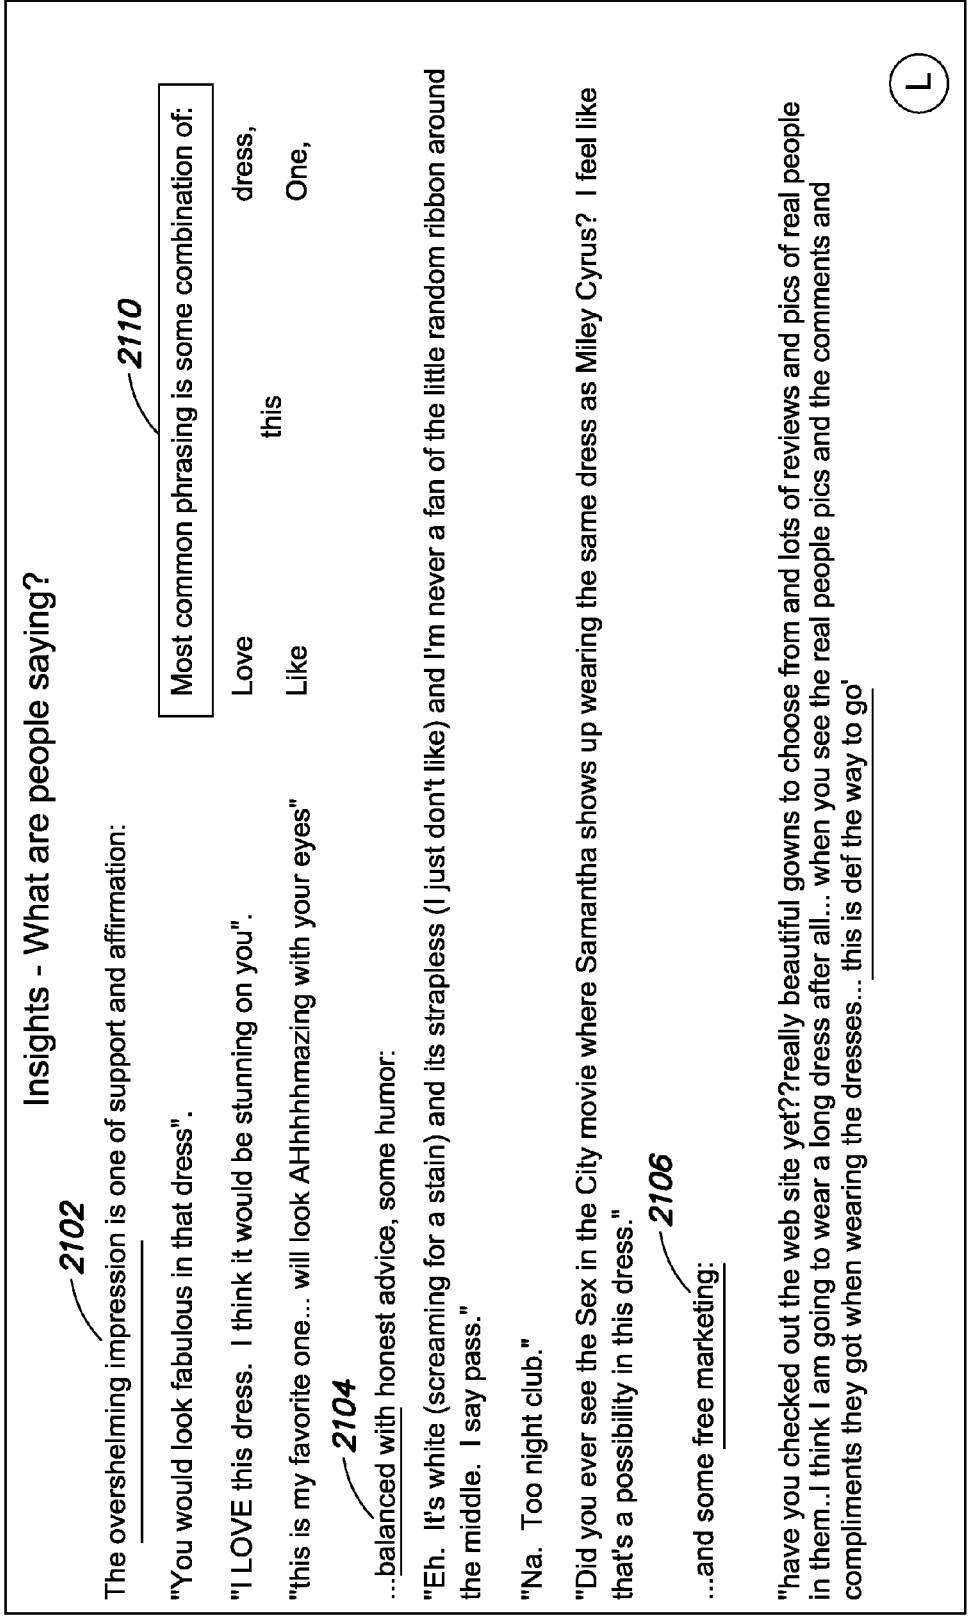 Insights - What are people saying?
2102
The overshelming impression is one of support and affirmation:
2110
Most common phrasing is some combination of:
"You would look fabulous in that dress".
Love dress,
"I LOVE this dress.  I think it would be stunning on you".
this
Like One,
"this is my favorite one... will look AHhhhmazing with your eyes"
2104
...balanced with honest advice, some humor:
"Eh.  It's white (screaming for a stain) and its strapless (I just don't like) and I'm never a fan of the little random ribbon around
the middle.  I say pass."
"Na.  Too night club."
"Did you ever see the Sex in the City movie where Samantha shows up wearing the same dress as Miley Cyrus?  I feel like
that's a possibility in this dress."
2106
...and some free marketing:
"have you checked out the web site yet??really beautiful gowns to choose from and lots of reviews and pics of real people
in them..I think I am going to wear a long dress after all... when you see the real people pics and the comments and
compliments they got when wearing the dresses... this is def the way to go'
L